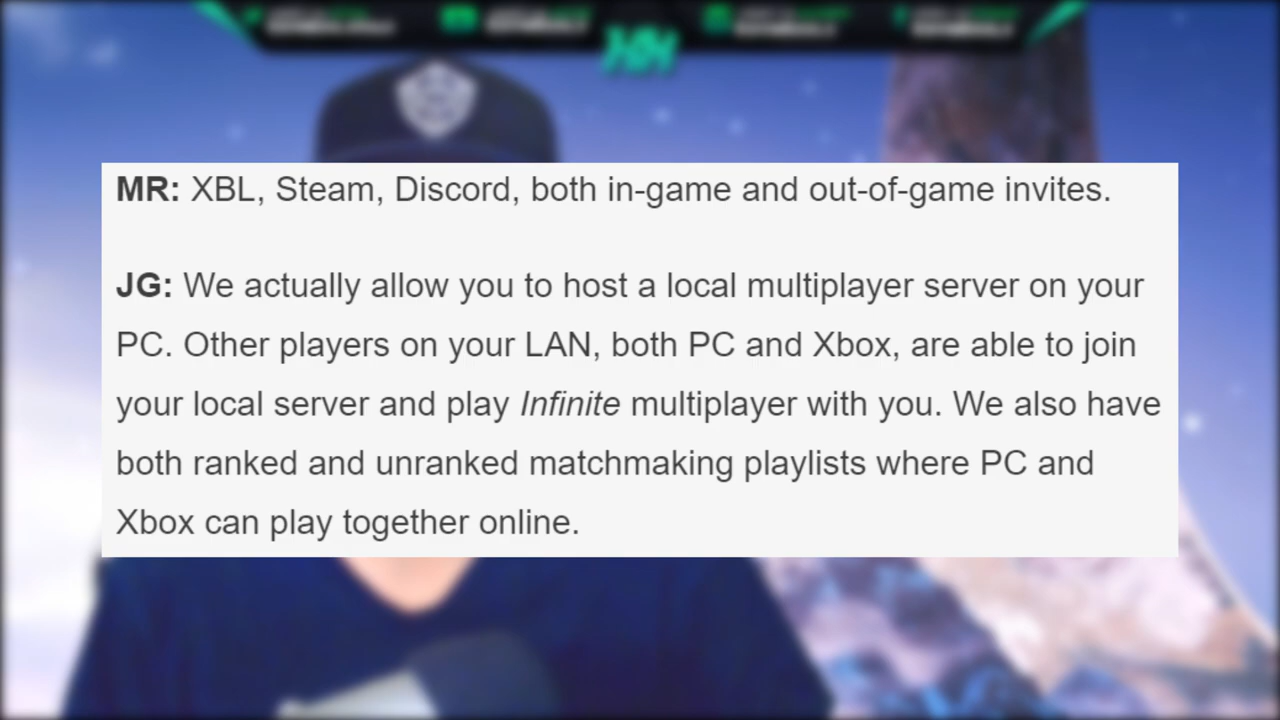 MR: XBL, Steam, Discord, both in-game and out-of-game invites.
JG: We actually allow you to host a local multiplayer server on your
PC. Other players on your LAN, both PC and Xbox, are able to join
your local server and play Infinite multiplayer with you. We also have
both ranked and unranked matchmaking playlists where PC and
Xbox can play together online.